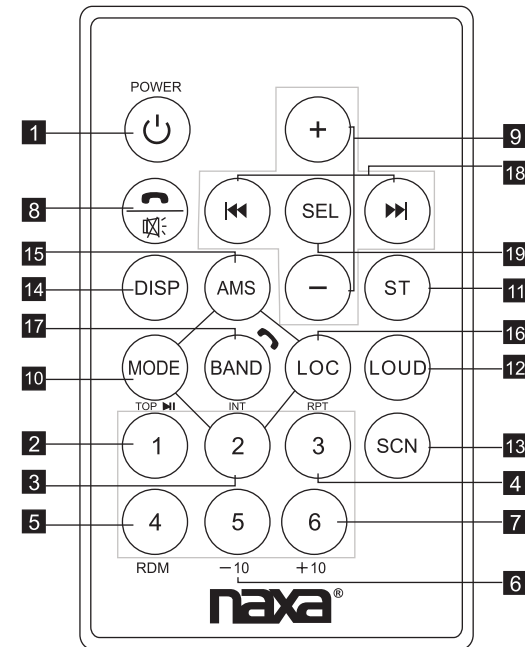 POWER
1
+
9
18
8
SEL
15
19
DISP
AMS
−
ST
14
11
17
16
MODE
BAND
LOC
LOUD
10
12
TOP ⏯
INT
RPT
1
2
3
SCN
2
13
3
4
4
5
6
5
7
RDM
−10
+10
6
naxa®